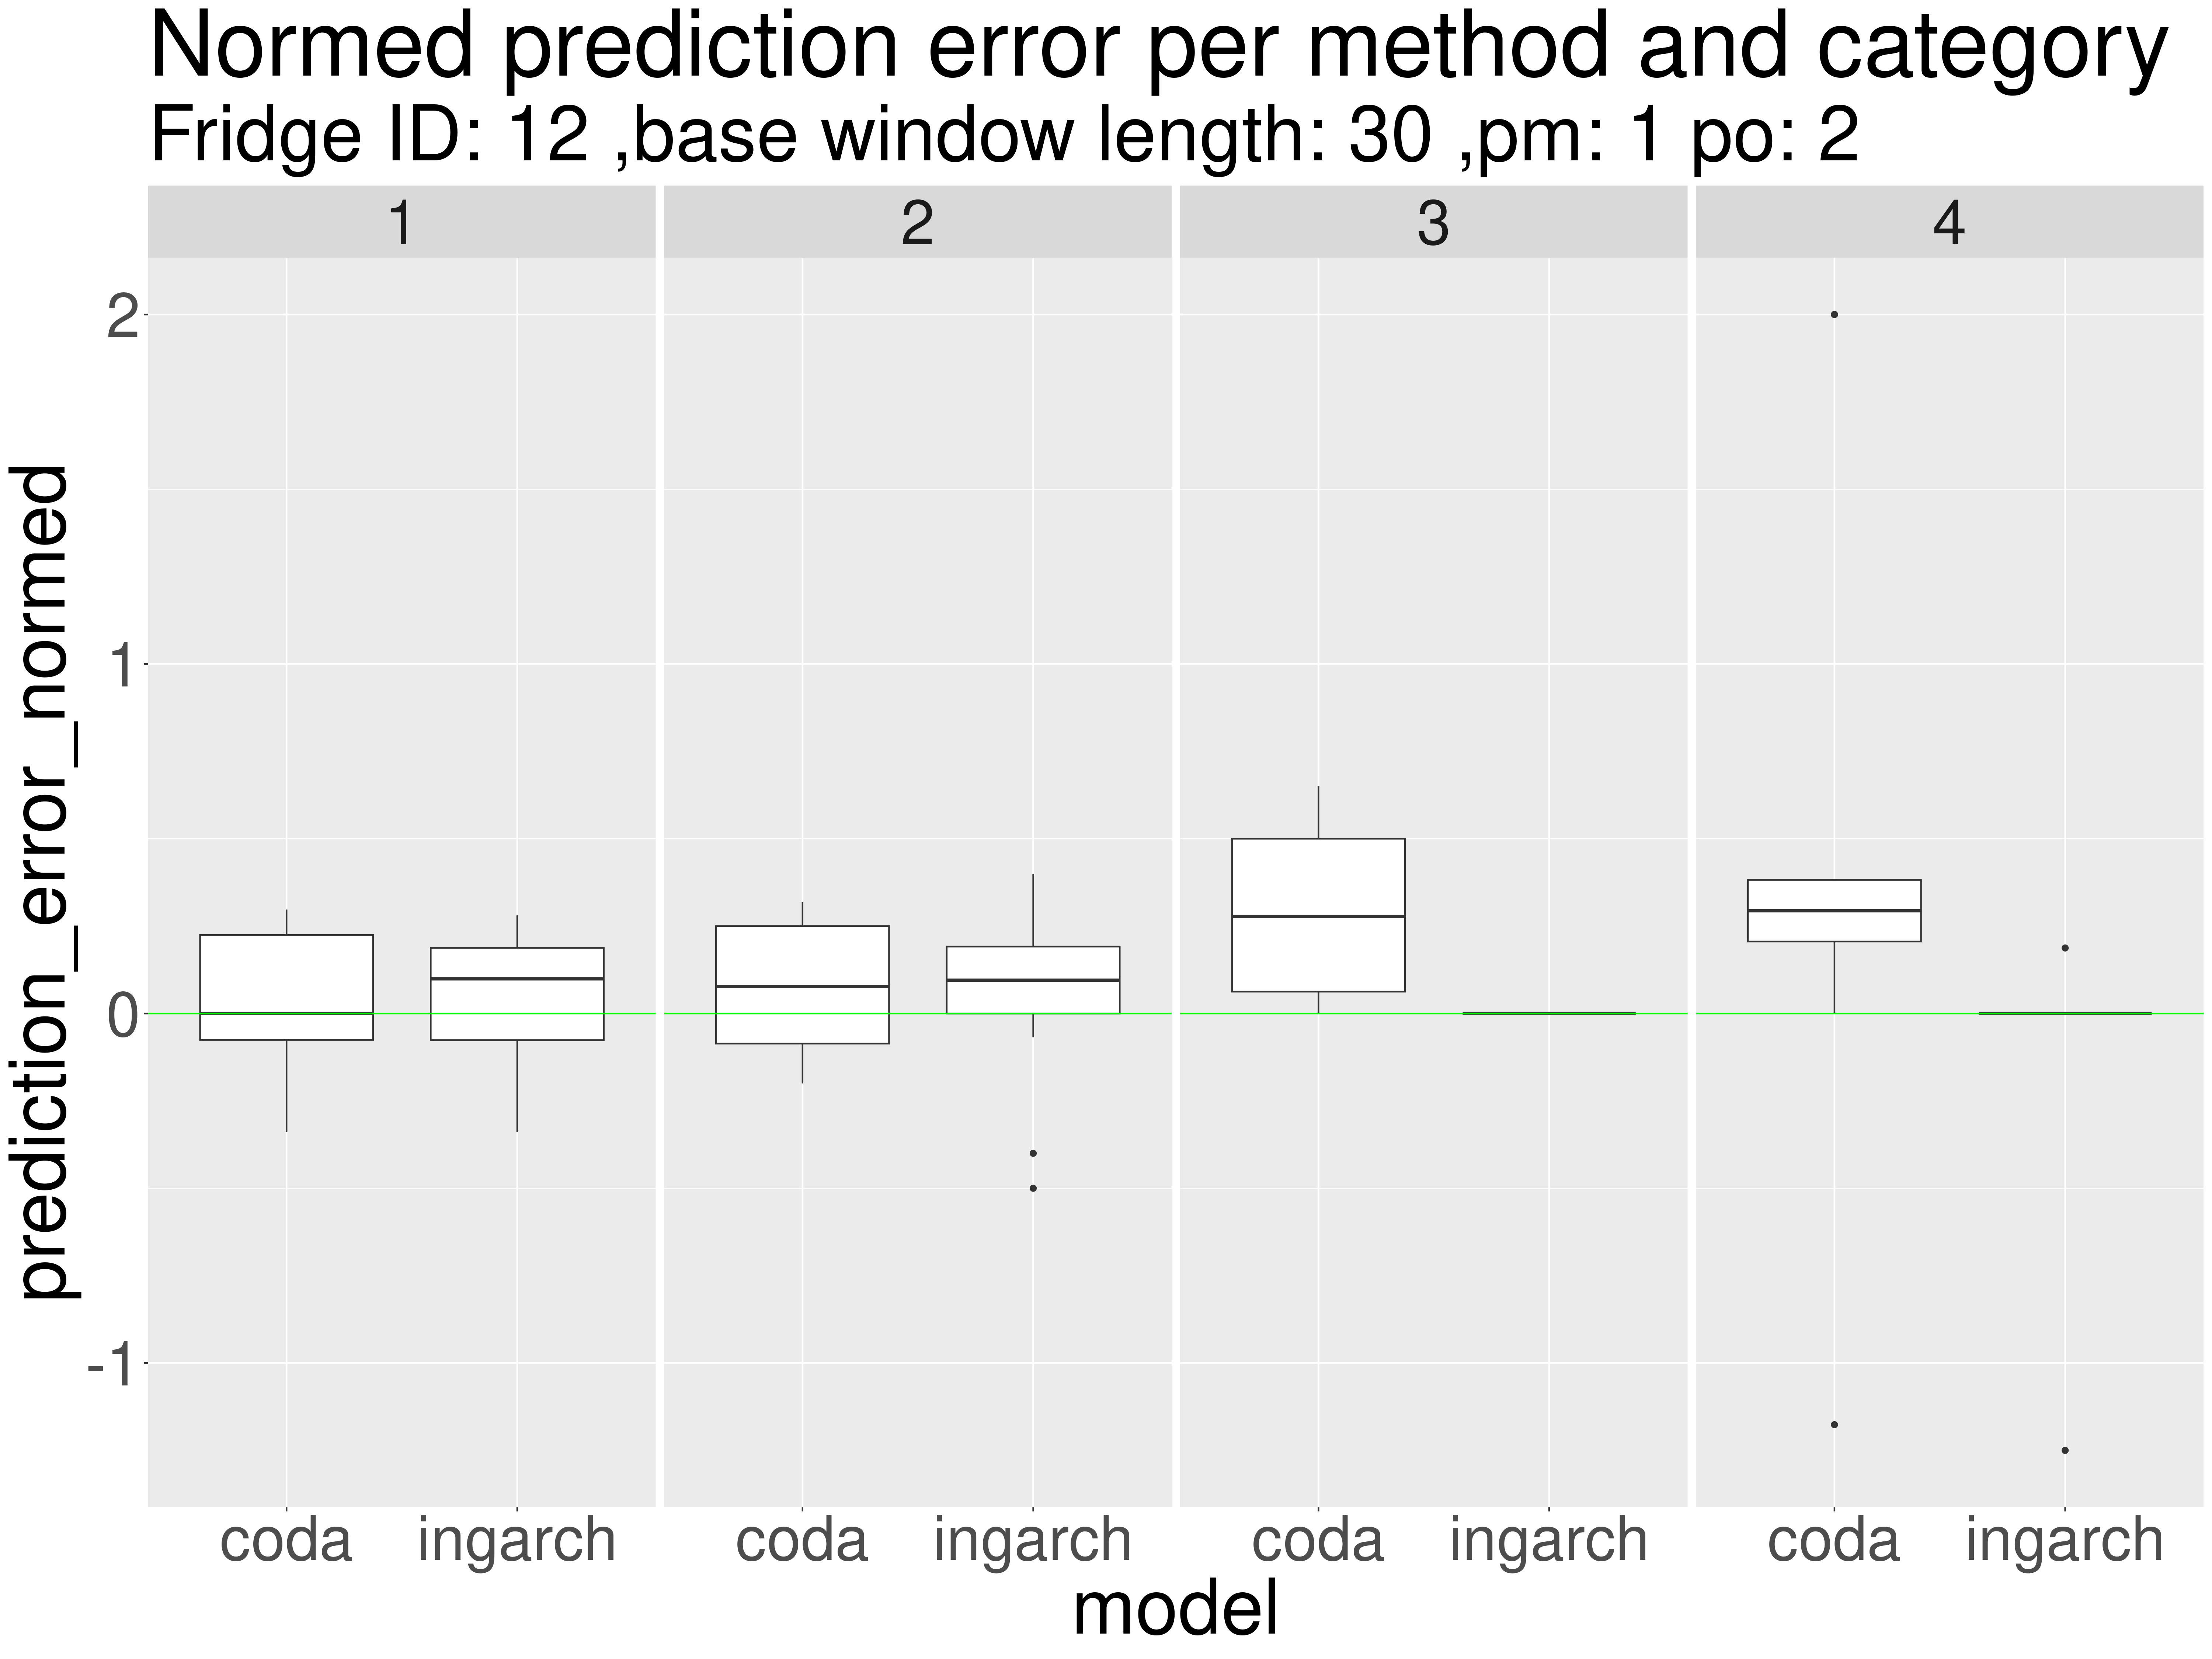 Normed prediction error per method and category
Fridge ID: 12 ,base window length: 30 ,pm: 1 po: 2
1 2 3 4
2
1
0
-1
prediction_error_normed
coda ingarch coda ingarch coda ingarch coda ingarch
model